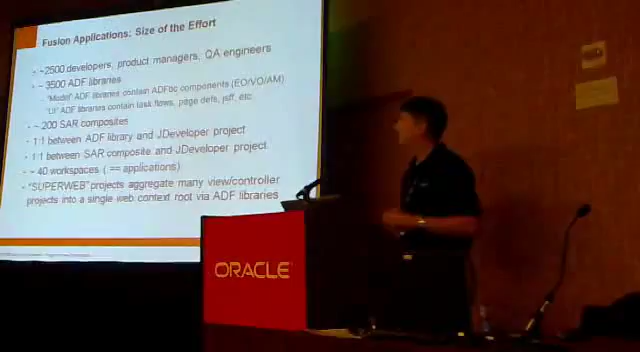 Fusion Applications: Size of the Effort
~2500 developers, product managers, QA engineers
~ 3500 ADF libraries
"Model" ADF libraries contain ADFbc components (EO/VO/AM)
"UI" ADF libraries contain task flows, page defs, jsff, etc
~ 200 SAR composites
1:1 between ADF library and JDeveloper project
1:1 between SAR composite and JDeveloper project
~ 40 workspaces ( == applications)
"SUPERWEB" projects aggregate many view/controller
projects into a single web context root via ADF libraries
ORACLE